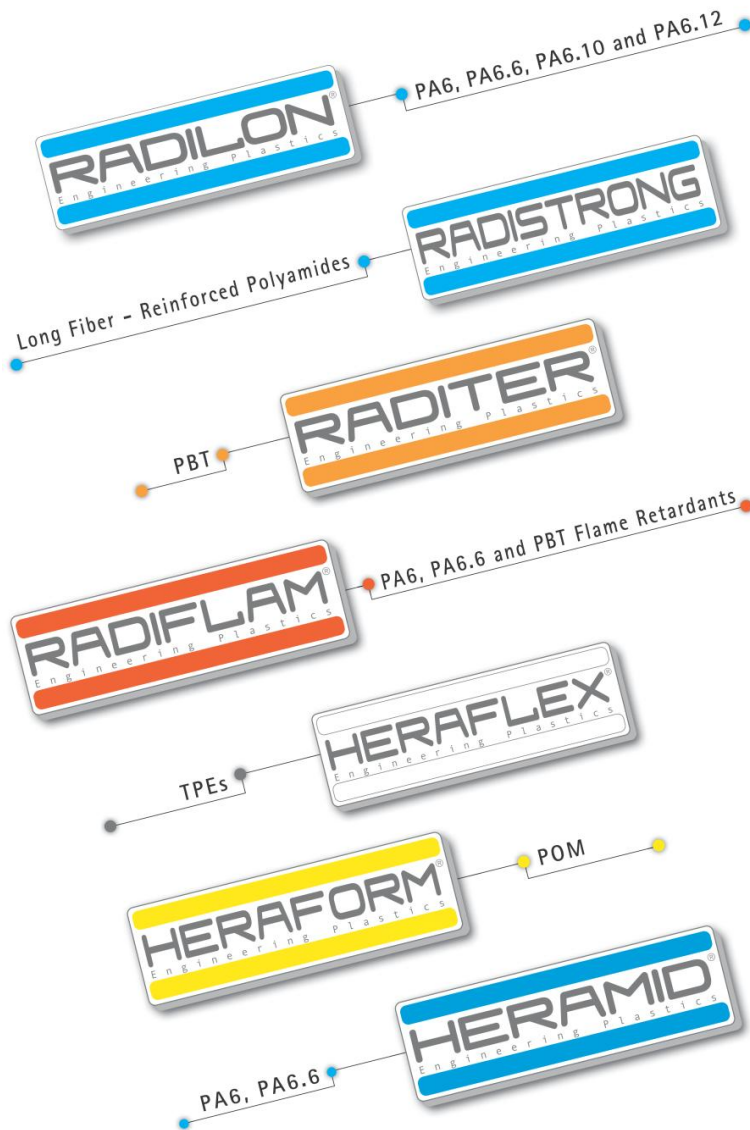 PA6, PA6.6, PA6.10 and PA6.12
RADILON®
Engineering Plastics
RADISTRONG
Engineering Plastics
Long Fiber - Reinforced Polyamides
RADITER®
Engineering Plastics
PBT
PA6, PA6.6 and PBT Flame Retardants
RADIFLAM®
Engineering Plastics
HERAFLEX®
Engineering Plastics
TPEs
POM
HERAFORM®
Engineering Plastics
HERAMID®
Engineering Plastics
PA6, PA6.6